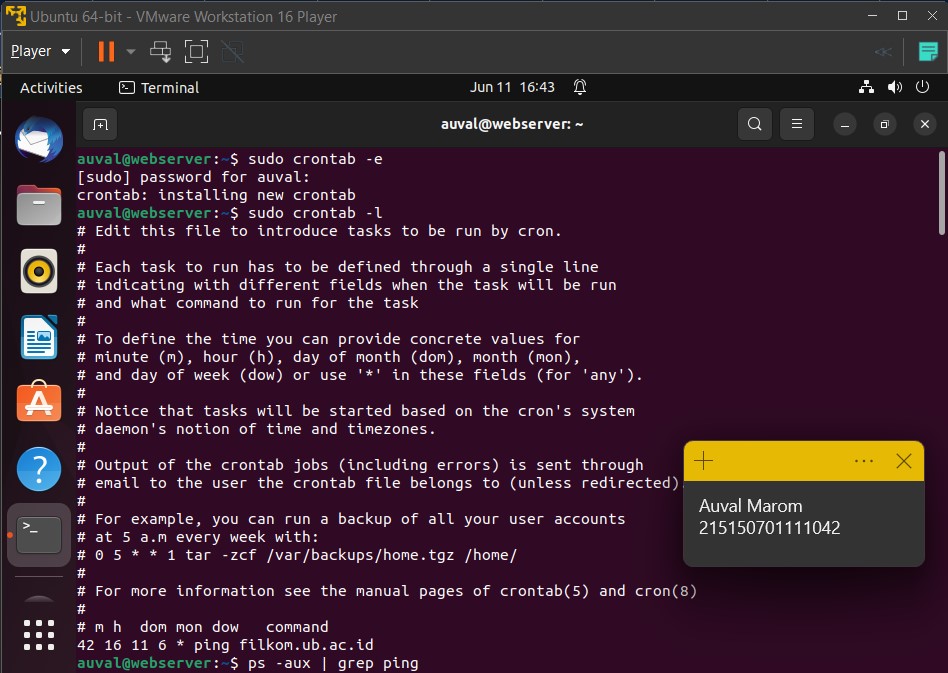 Ubuntu 64-bit - VMware Workstation 16 Player
Player
Activities
Terminal
Jun 11 16:43
auval@webserver: ~
auval@webserver:~$ sudo crontab -e
[sudo] password for auval:
crontab: installing new crontab
auval@webserver:~$ sudo crontab -l
# Edit this file to introduce tasks to be run by cron.
#
# Each task to run has to be defined through a single line
# indicating with different fields when the task will be run
# and what command to run for the task
#
# To define the time you can provide concrete values for
# minute (m), hour (h), day of month (dom), month (mon),
# and day of week (dow) or use '*' in these fields (for 'any').
#
# Notice that tasks will be started based on the cron's system
# daemon's notion of time and timezones.
#
# Output of the crontab jobs (including errors) is sent through
# email to the user the crontab file belongs to (unless redirected).
#
# For example, you can run a backup of all your user accounts
# at 5 a.m every week with:
# 0 5 * * 1 tar -zcf /var/backups/home.tgz /home/
#
# For more information see the manual pages of crontab(5) and cron(8)
#
# m h  dom mon dow   command
42 16 11 6 * ping filkom.ub.ac.id
auval@webserver:~$ ps -aux | grep ping
Auval Marom
215150701111042